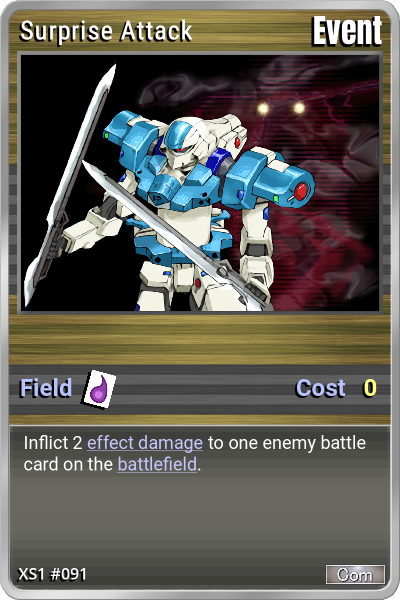 Surprise Attack Event
Field Cost 0
Inflict 2 effect damage to one enemy battle
card on the battlefield.
XS1 #091 Com